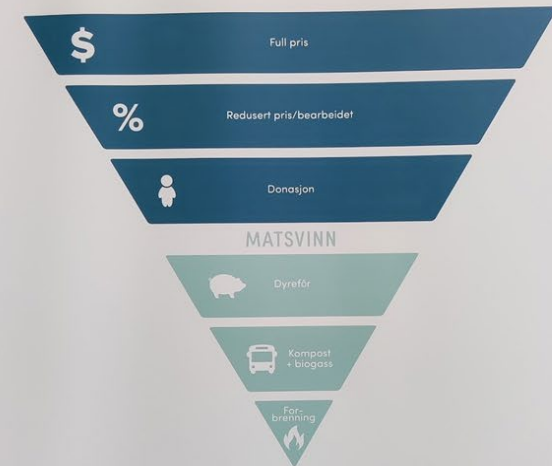 $
Full pris
%
Redusert pris/bearbeidet
Donasjon
MATSVINN
Dyrefôr
Kompost
+ biogass
For-
brenning